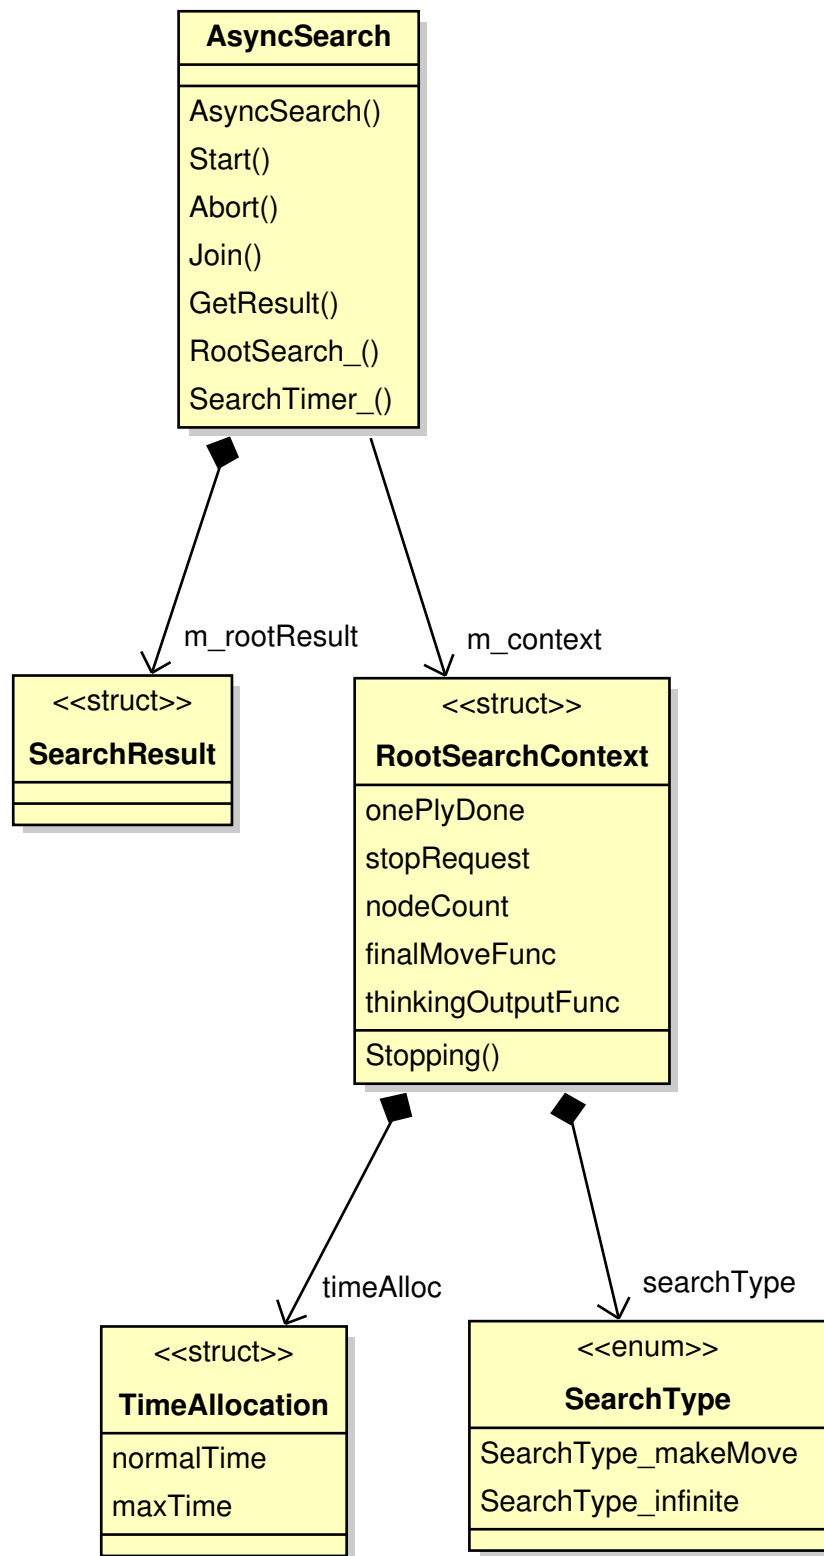 AsyncSearch
AsyncSearch()
Start()
Abort()
Join()
GetResult()
RootSearch_()
SearchTimer_()
m_rootResult
m_context
<<struct>>
SearchResult
<<struct>>
RootSearchContext
onePlyDone
stopRequest
nodeCount
finalMoveFunc
thinkingOutputFunc
Stopping()
timeAlloc
searchType
<<struct>>
TimeAllocation
normalTime
maxTime
<<enum>>
SearchType
SearchType_makeMove
SearchType_infinite